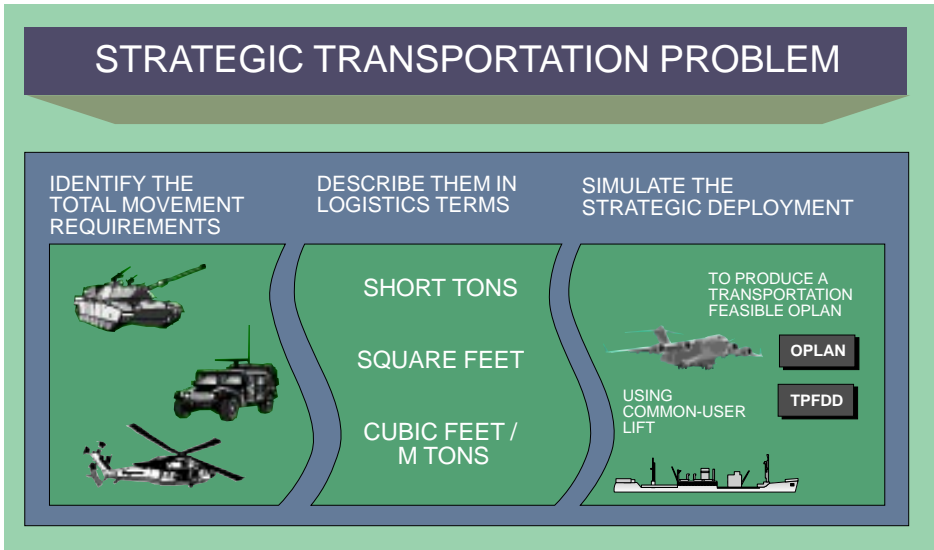 STRATEGIC TRANSPORTATION PROBLEM
IDENTIFY THE
TOTAL MOVEMENT
REQUIREMENTS
DESCRIBE THEM IN
LOGISTICS TERMS
SIMULATE THE
STRATEGIC DEPLOYMENT
SHORT TONS
SQUARE FEET
CUBIC FEET /
M TONS
TO PRODUCE A
TRANSPORTATION
FEASIBLE OPLAN
OPLAN
TPFDD
USING
COMMON-USER
LIFT